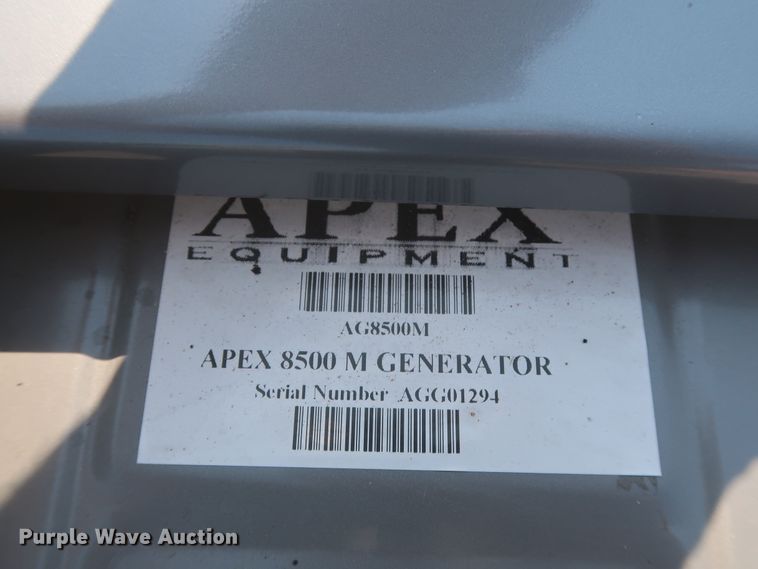 APEX
EQUIPMENT
AG8500M
APEX 8500 M GENERATOR
Serial Number AGG01294
Purple Wave Auction